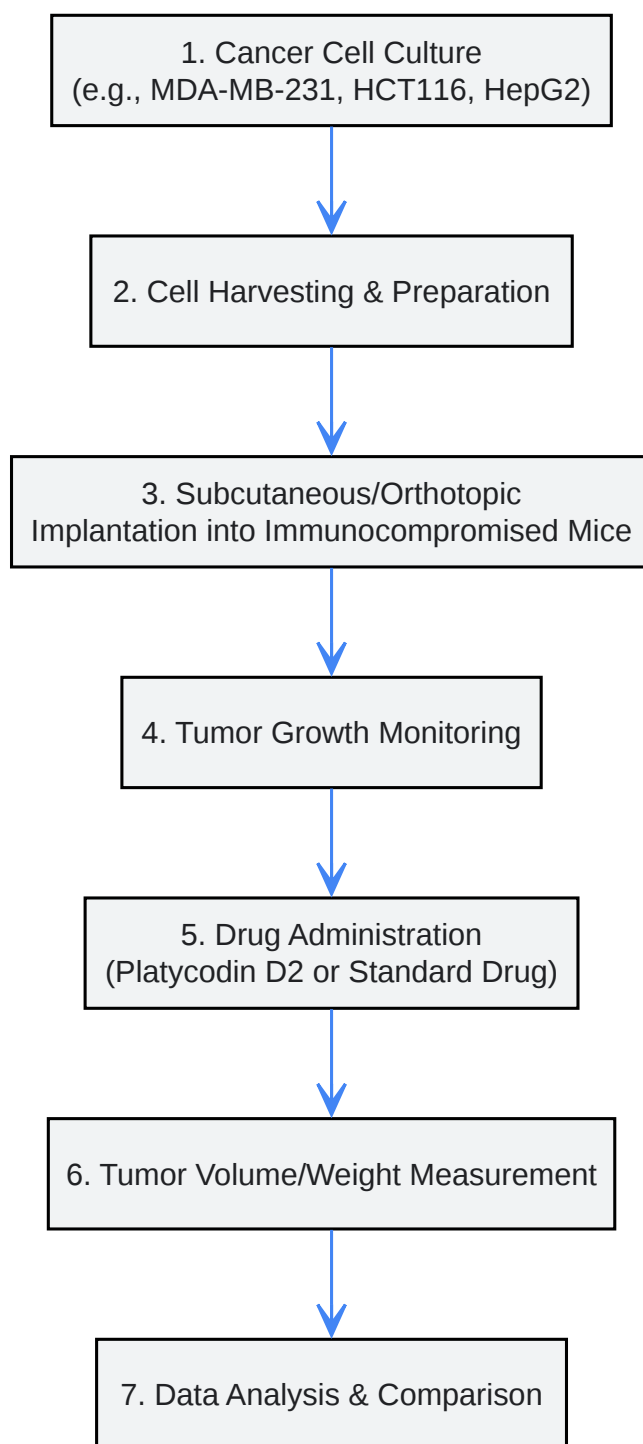 1. Cancer Cell Culture
(e.g., MDA-MB-231, HCT116, HepG2)
2. Cell Harvesting & Preparation
3. Subcutaneous/Orthotopic
Implantation into Immunocompromised Mice
4. Tumor Growth Monitoring
5. Drug Administration
(Platycodin D2 or Standard Drug)
6. Tumor Volume/Weight Measurement
7. Data Analysis & Comparison